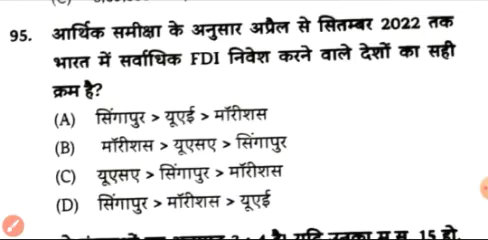 95. आर्थिक समीक्षा के अनुसार अप्रैल से सितम्बर 2022 तक
भारत में सर्वाधिक FDI निवेश करने वाले देशों का सही
क्रम है?
(A) सिंगापुर > यूएई > मॉरीशस
(B) मॉरीशस > यूएसए > सिंगापुर
(C) यूएसए > सिंगापुर > मॉरीशस
(D) सिंगापुर > मॉरीशस > यूएई
15 हो,